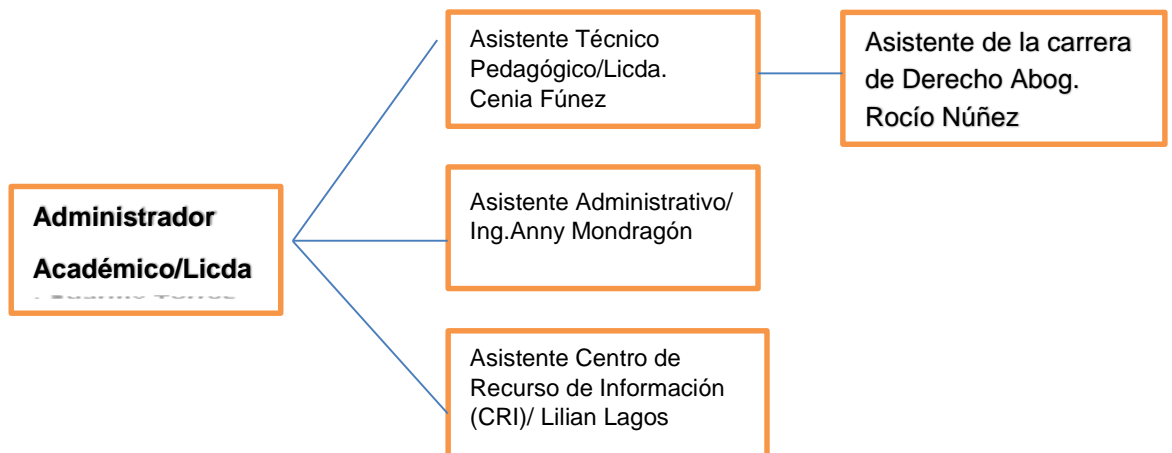 Asistente Técnico
Pedagógico/Licda.
Cenia Fúnez
Asistente de la carrera
de Derecho Abog.
Rocío Núñez
Asistente Administrativo/
Ing.Anny Mondragón
Administrador
Académico/Licda
Asistente Centro de
Recurso de Información
(CRI)/ Lilian Lagos